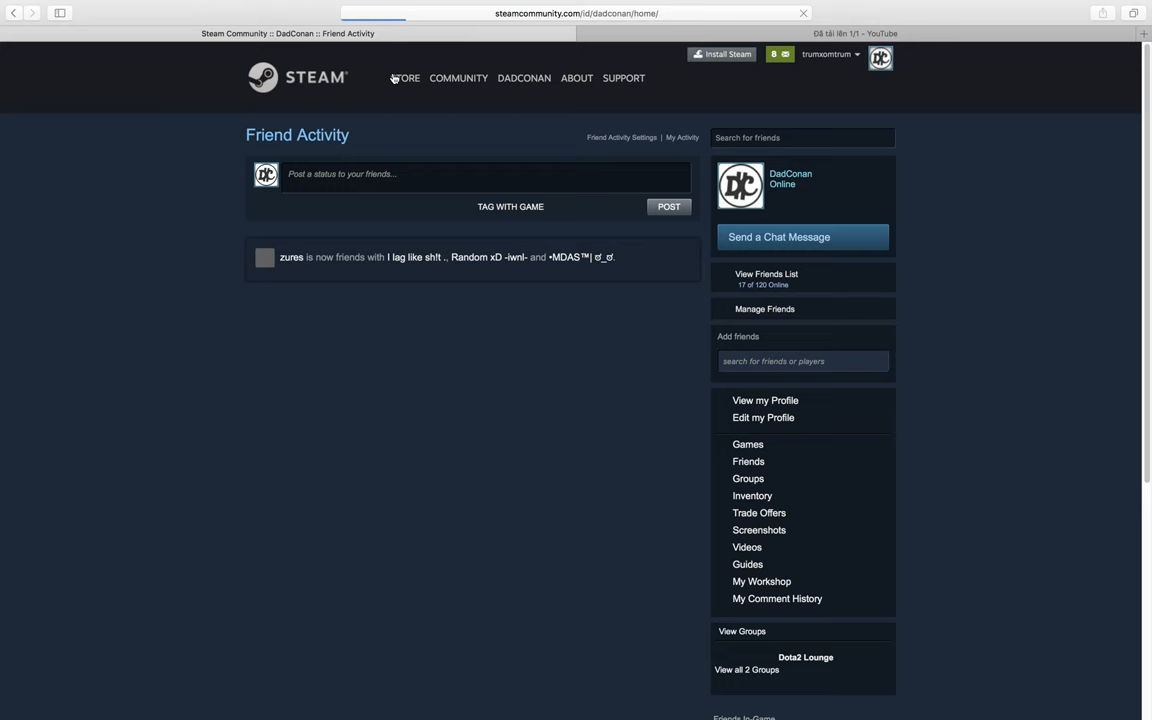 steamcommunity.com/id/dadconan/home/
Steam Community :: DadConan :: Friend Activity
Đã tải lên 1/1 - YouTube
Install Steam
8
trumxomtrum
STEAM®
STORE
COMMUNITY
DADCONAN
ABOUT
SUPPORT
Friend Activity
Friend Activity Settings | My Activity
Search for friends
Post a status to your friends...
TAG WITH GAME
POST
DadConan
Online
Send a Chat Message
zures is now friends with I lag like sh!t ., Random xD -iwnl- and •MDAS™| ಠ_ಠ.
View Friends List
17 of 120 Online
Manage Friends
Add friends
search for friends or players
View my Profile
Edit my Profile
Games
Friends
Groups
Inventory
Trade Offers
Screenshots
Videos
Guides
My Workshop
My Comment History
View Groups
Dota2 Lounge
View all 2 Groups
Friends In-Game